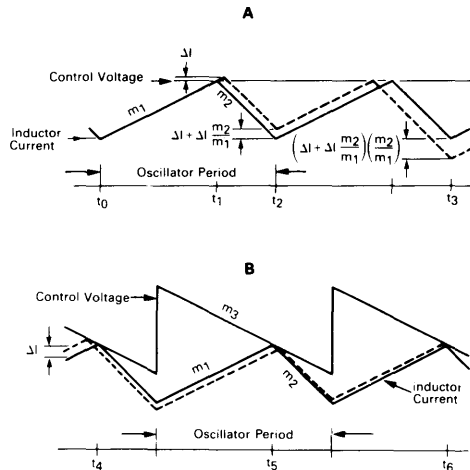 A
ΔI
Control Voltage
m1
m2
Inductor
Current
ΔI + ΔI m2/m1
(ΔI + ΔI m2/m1)(m2/m1)
Oscillator Period
t0
t1
t2
t3
B
Control Voltage
m3
ΔI
m1
m2
Inductor
Current
Oscillator Period
t4
t5
t6